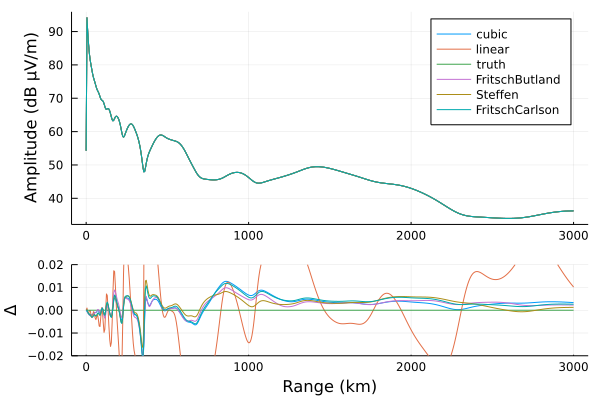 Amplitude (dB μV/m)
90
80
70
60
50
40
0
1000
2000
3000
cubic
linear
truth
FritschButland
Steffen
FritschCarlson
Δ
0.02
0.01
0.00
−0.01
−0.02
0
1000
2000
3000
Range (km)